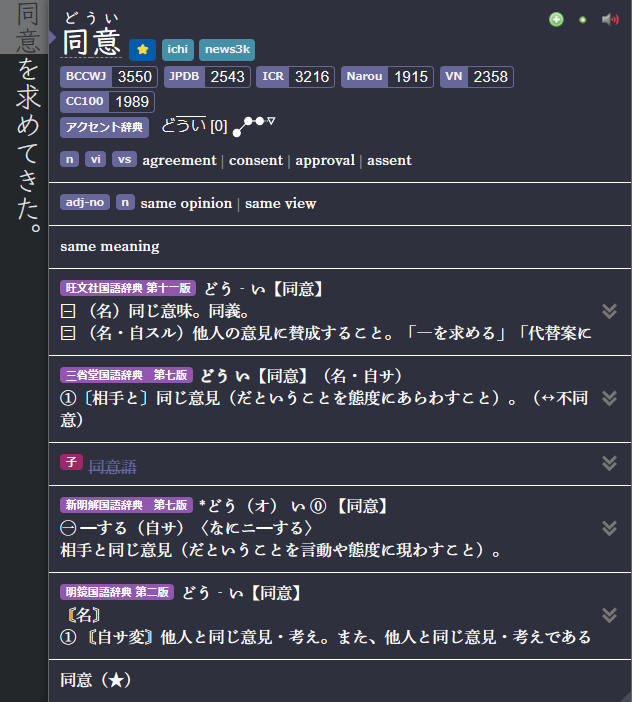 同意を求めてきた。
どうい
同意
ichi
news3k
BCCWJ 3550
JPDB 2543
ICR 3216
Narou 1915
VN 2358
CC100 1989
アクセント辞典 どうい [0]
n vi vs agreement | consent | approval | assent
adj-no n same opinion | same view
same meaning
旺文社国語辞典 第十一版 どう‐い【同意】
㊀ （名）同じ意味。同義。
㊁ （名・自スル）他人の意見に賛成すること。「―を求める」「代替案に
三省堂国語辞典　第七版 どう い【同意】（名・自サ）
①〔相手と〕同じ意見（だということを態度にあらわすこと）。（↔不同
意）
子 同意語
新明解国語辞典　第七版 *どう（オ） い ⓪ 【同意】
㊀ ━する（自サ）〈なにニ━する〉
相手と同じ意見（だということを言動や態度に現わすこと）。
明鏡国語辞典 第二版 どう‐い【同意】
〘名〙
① 〘自サ変〙他人と同じ意見・考え。また、他人と同じ意見・考えである
同意（★）